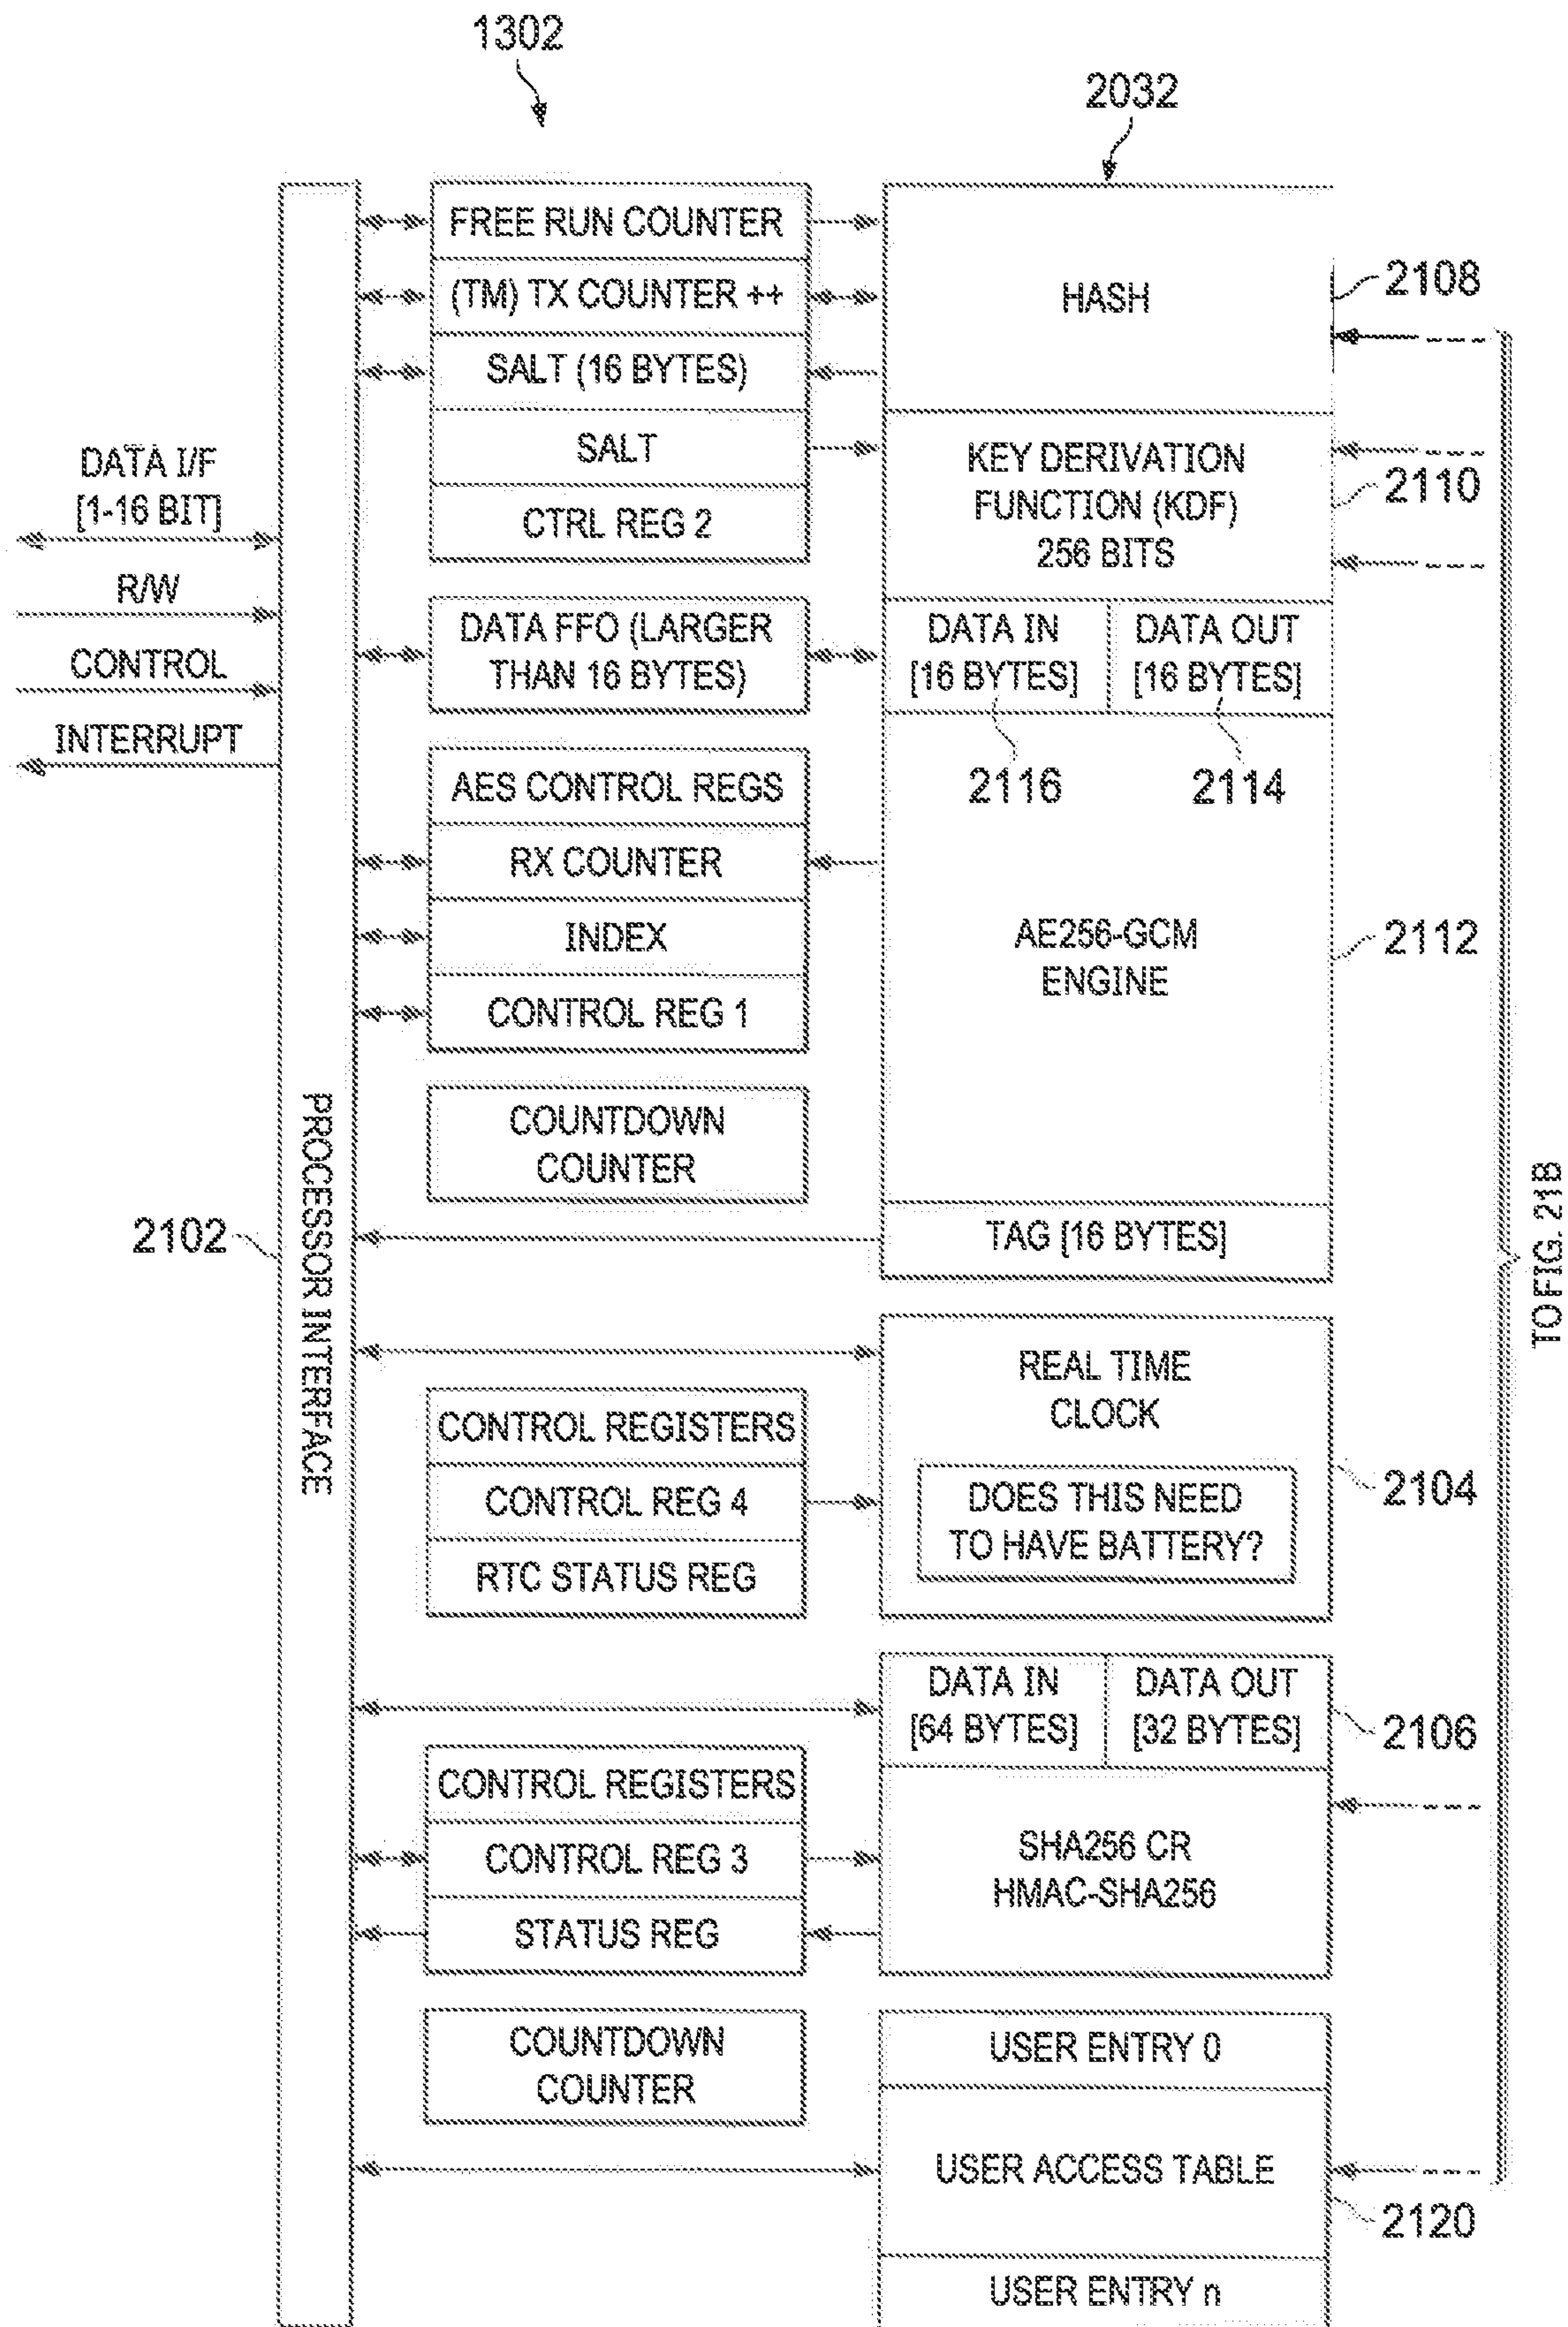 1302
2032
FREE RUN COUNTER
(TM) TX COUNTER ++
SALT (16 BYTES)
SALT
CTRL REG 2
HASH
2108
KEY DERIVATION
FUNCTION (KDF)
256 BITS
2110
DATA I/F
[1-16 BIT]
R/W
CONTROL
INTERRUPT
DATA FFO (LARGER
THAN 16 BYTES)
DATA IN
[16 BYTES]
DATA OUT
[16 BYTES]
2116
2114
AES CONTROL REGS
RX COUNTER
INDEX
CONTROL REG 1
AE256-GCM
ENGINE
2112
COUNTDOWN
COUNTER
TAG [16 BYTES]
2102
PROCESSOR INTERFACE
TO FIG. 21B
REAL TIME
CLOCK
DOES THIS NEED
TO HAVE BATTERY?
2104
CONTROL REGISTERS
CONTROL REG 4
RTC STATUS REG
DATA IN
[64 BYTES]
DATA OUT
[32 BYTES]
2106
CONTROL REGISTERS
CONTROL REG 3
STATUS REG
SHA256 CR
HMAC-SHA256
COUNTDOWN
COUNTER
USER ENTRY 0
USER ACCESS TABLE
2120
USER ENTRY n